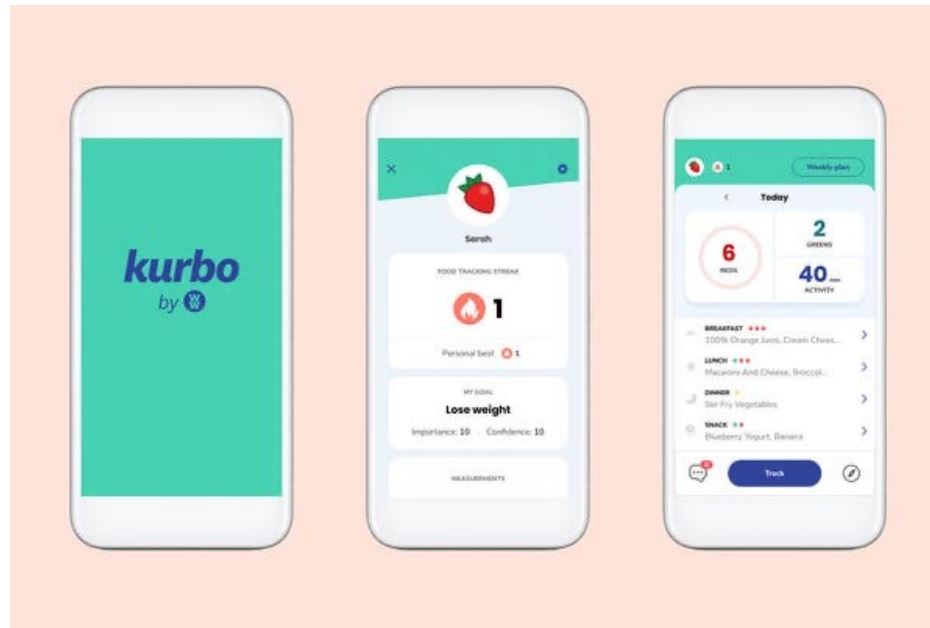 kurbo
by WW
Sarah
FOOD TRACKING STREAK
1
Personal best 1
MY GOAL
Lose weight
Importance: 10 Confidence: 10
MEASUREMENTS
1 Weekly plan
Today
6
REDS
2
GREENS
40 min
ACTIVITY
BREAKFAST
100% Orange Juice, Cream Chees...
LUNCH
Macaroni And Cheese, Broccol...
DINNER
Stir Fry Vegetables
SNACK
Blueberry Yogurt, Banana
Track